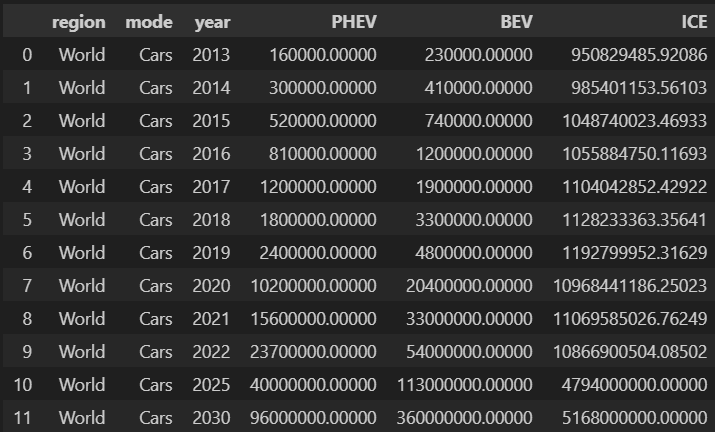 region mode year PHEV BEV ICE
0 World Cars 2013 160000.00000 230000.00000 950829485.92086
1 World Cars 2014 300000.00000 410000.00000 985401153.56103
2 World Cars 2015 520000.00000 740000.00000 1048740023.46933
3 World Cars 2016 810000.00000 1200000.00000 1055884750.11693
4 World Cars 2017 1200000.00000 1900000.00000 1104042852.42922
5 World Cars 2018 1800000.00000 3300000.00000 1128233363.35641
6 World Cars 2019 2400000.00000 4800000.00000 1192799952.31629
7 World Cars 2020 10200000.00000 20400000.00000 10968441186.25023
8 World Cars 2021 15600000.00000 33000000.00000 11069585026.76249
9 World Cars 2022 23700000.00000 54000000.00000 10866900504.08502
10 World Cars 2025 40000000.00000 113000000.00000 4794000000.00000
11 World Cars 2030 96000000.00000 360000000.00000 5168000000.00000